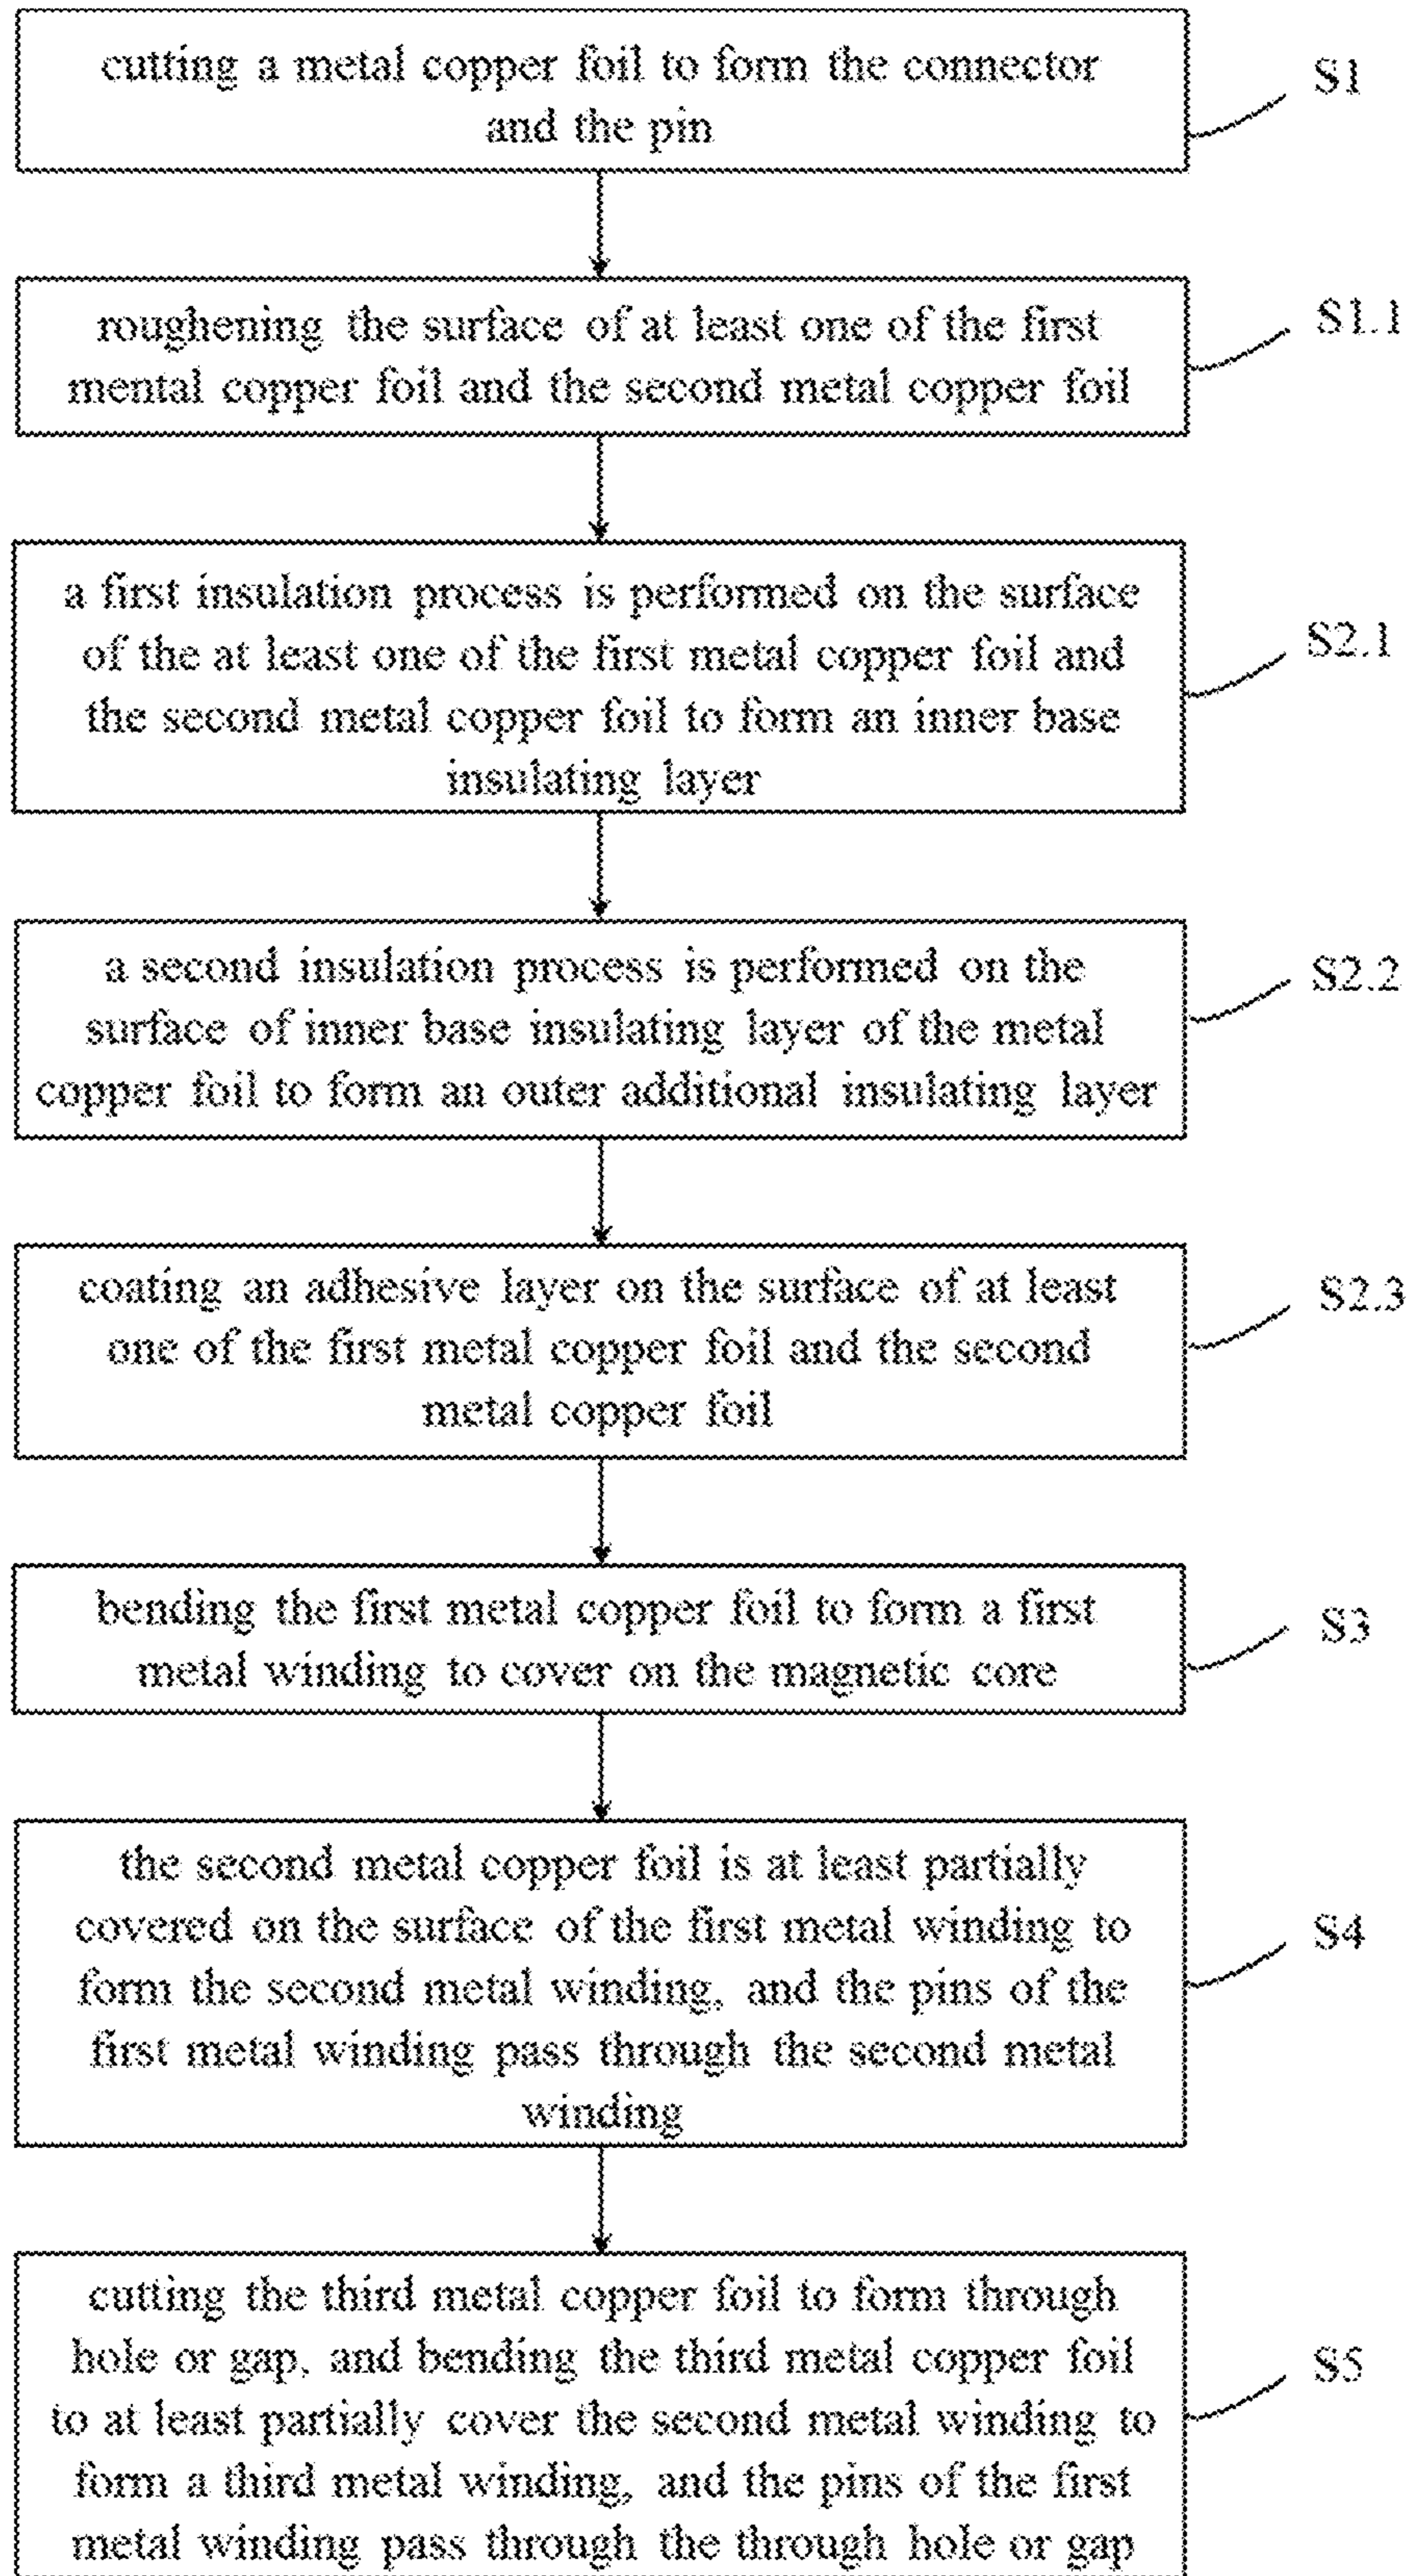 cutting a metal copper foil to form the connector
and the pin
S1
roughening the surface of at least one of the first
mental copper foil and the second metal copper foil
S1.1
a first insulation process is performed on the surface
of the at least one of the first metal copper foil and
the second metal copper foil to form an inner base
insulating layer
S2.1
a second insulation process is performed on the
surface of inner base insulating layer of the metal
copper foil to form an outer additional insulating layer
S2.2
coating an adhesive layer on the surface of at least
one of the first metal copper foil and the second
metal copper foil
S2.3
bending the first metal copper foil to form a first
metal winding to cover on the magnetic core
S3
the second metal copper foil is at least partially
covered on the surface of the first metal winding to
form the second metal winding, and the pins of the
first metal winding pass through the second metal
winding
S4
cutting the third metal copper foil to form through
hole or gap, and bending the third metal copper foil
to at least partially cover the second metal winding to
form a third metal winding, and the pins of the first
metal winding pass through the through hole or gap
S5